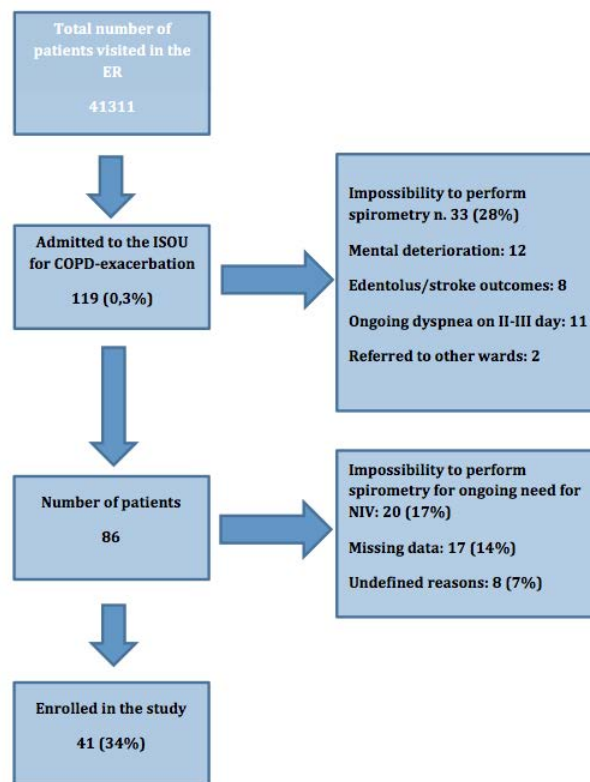 Total number of
patients visited in the
ER
41311
Admitted to the ISOU
for COPD-exacerbation
119 (0,3%)
Impossibility to perform
spirometry n. 33 (28%)
Mental deterioration: 12
Edentolus/stroke outcomes: 8
Ongoing dyspnea on II-III day: 11
Referred to other wards: 2
Number of patients
86
Impossibility to perform
spirometry for ongoing need for
NIV: 20 (17%)
Missing data: 17 (14%)
Undefined reasons: 8 (7%)
Enrolled in the study
41 (34%)